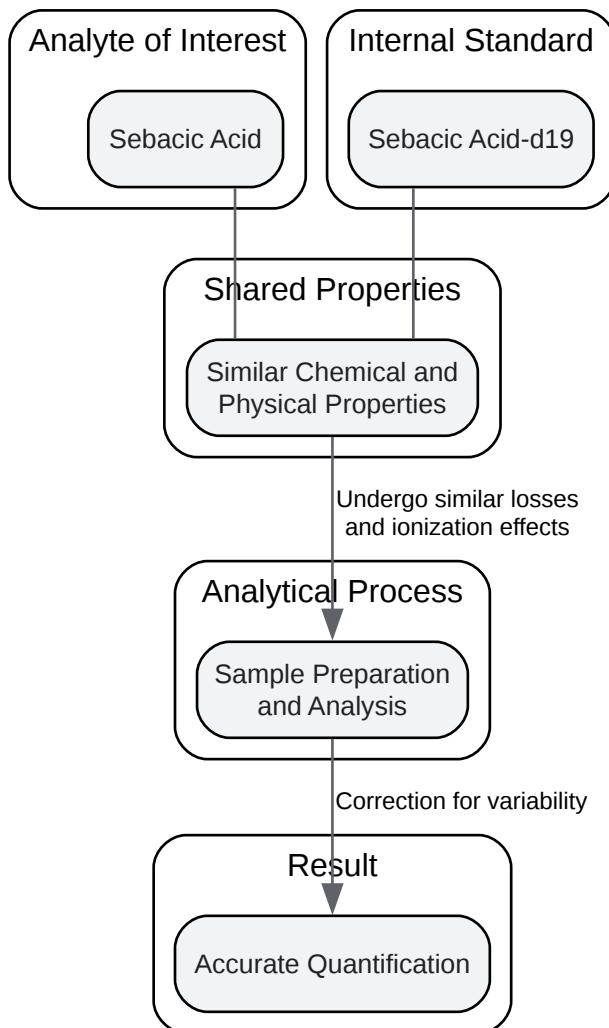 Analyte of Interest
Internal Standard
Sebacic Acid
Sebacic Acid-d19
Shared Properties
Similar Chemical and
Physical Properties
Undergo similar losses
and ionization effects
Analytical Process
Sample Preparation
and Analysis
Correction for variability
Result
Accurate Quantification